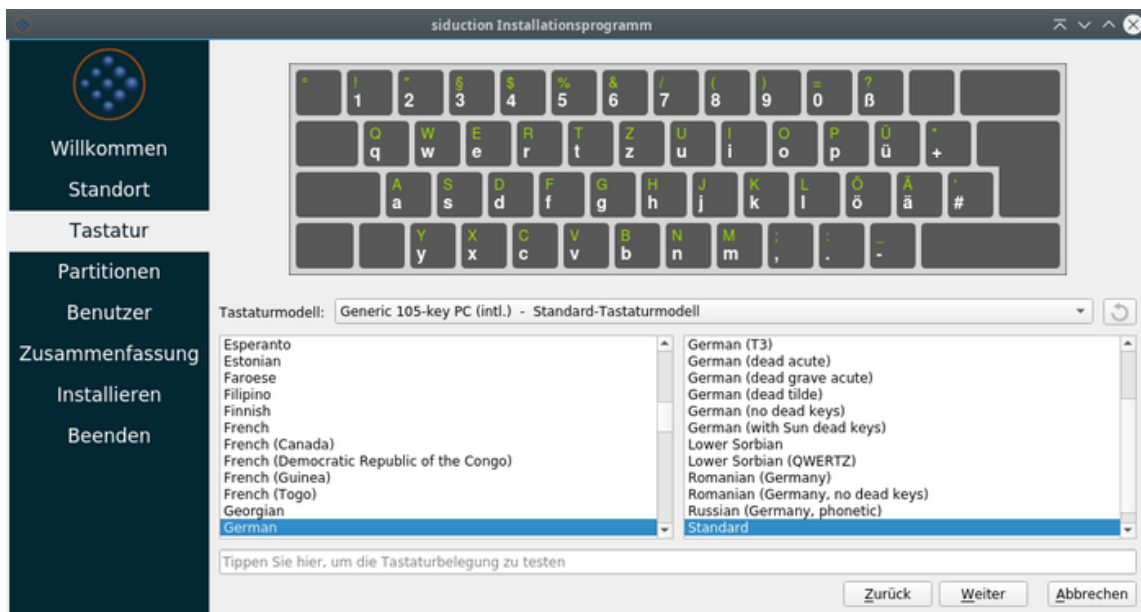 siduction Installationsprogramm
Willkommen
Standort
Tastatur
Partitionen
Benutzer
Zusammenfassung
Installieren
Beenden
° ! " § $ % & / ( ) = ?
1 2 3 4 5 6 7 8 9 0 ß
Q W E R T Z U I O P Ü *
q w e r t z u i o p ü +
A S D F G H J K L Ö Ä '
a s d f g h j k l ö ä #
Y X C V B N M ; : _
y x c v b n m , . -
Tastaturmodell: Generic 105-key PC (intl.) - Standard-Tastaturmodell
Esperanto
Estonian
Faroese
Filipino
Finnish
French
French (Canada)
French (Democratic Republic of the Congo)
French (Guinea)
French (Togo)
Georgian
German
German (T3)
German (dead acute)
German (dead grave acute)
German (dead tilde)
German (no dead keys)
German (with Sun dead keys)
Lower Sorbian
Lower Sorbian (QWERTZ)
Romanian (Germany)
Romanian (Germany, no dead keys)
Russian (Germany, phonetic)
Standard
Tippen Sie hier, um die Tastaturbelegung zu testen
Zurück Weiter Abbrechen